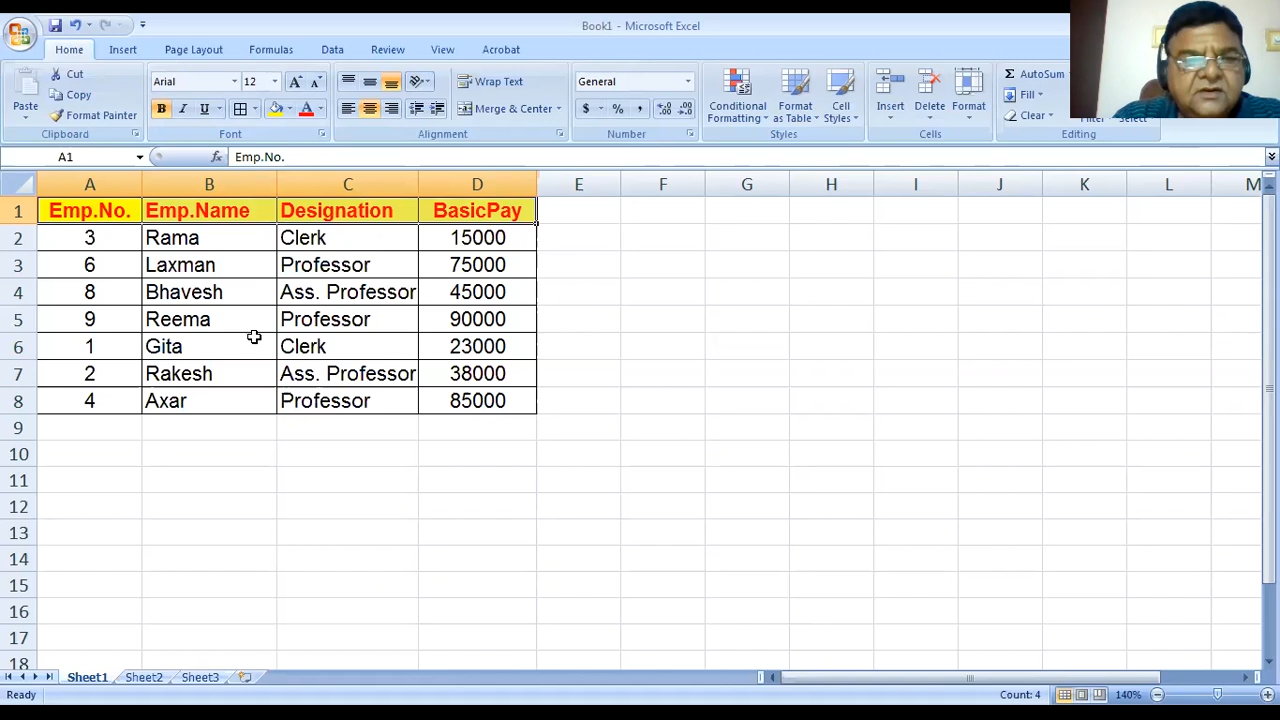 Book1 - Microsoft Excel
Home Insert Page Layout Formulas Data Review View Acrobat
Paste Cut Copy Format Painter Clipboard
Arial 12 B I U Font
Wrap Text Merge & Center Alignment
General $ % , Number
Conditional Formatting Format as Table Cell Styles Styles
Insert Delete Format Cells
Σ AutoSum Fill Clear Editing
A1 fx Emp.No.
A B C D E F G H I J K L M
1 Emp.No. Emp.Name Designation BasicPay
2 3 Rama Clerk 15000
3 6 Laxman Professor 75000
4 8 Bhavesh Ass. Professor 45000
5 9 Reema Professor 90000
6 1 Gita Clerk 23000
7 2 Rakesh Ass. Professor 38000
8 4 Axar Professor 85000
9
10
11
12
13
14
15
16
17
18
Sheet1 Sheet2 Sheet3
Ready Count: 4 140%